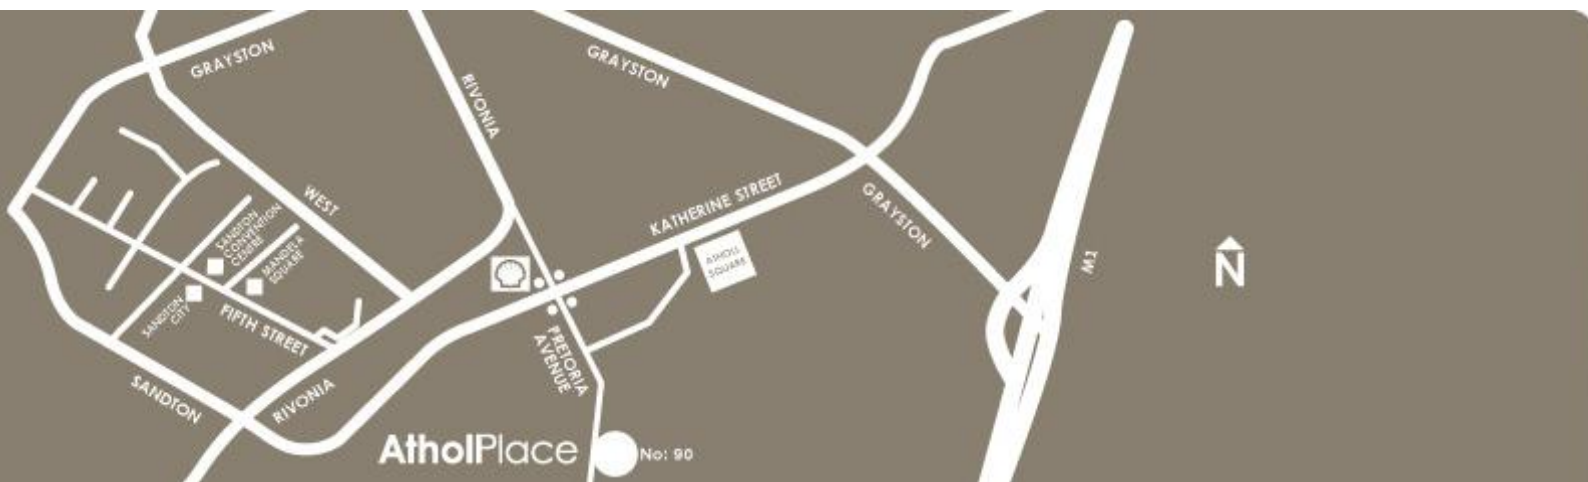 GRAYSTON
GRAYSTON
RIVONIA
WEST
KATHERINE STREET
GRAYSTON
SANDTON
CONVENTION
CENTRE
MANDELA
SQUARE
ATHOLL
SQUARE
M1
N
SANDTON
CITY
FIFTH STREET
PRETORIA
AVENUE
SANDTON
RIVONIA
AtholPlace
No: 90